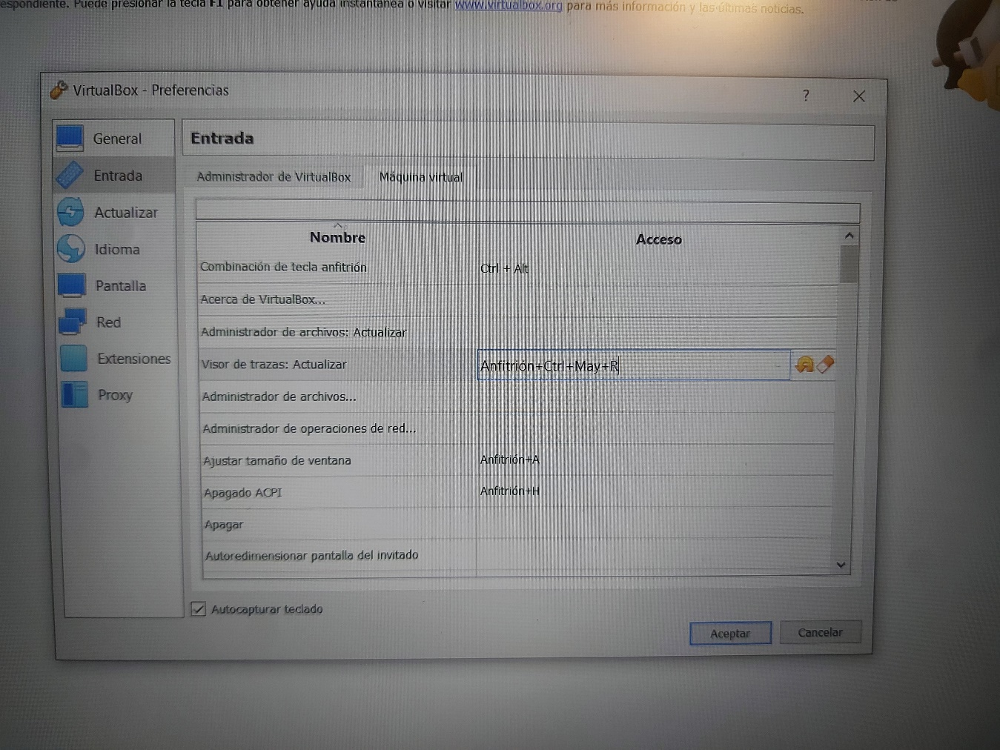 espondiente. Puede presionar la tecla F1 para obtener ayuda instantánea o visitar www.virtualbox.org para más información y las últimas noticias.
VirtualBox - Preferencias
?
General
Entrada
Actualizar
Idioma
Pantalla
Red
Extensiones
Proxy
Entrada
Administrador de VirtualBox Máquina virtual
Nombre Acceso
Combinación de tecla anfitrión Ctrl + Alt
Acerca de VirtualBox...
Administrador de archivos: Actualizar
Visor de trazas: Actualizar Anfitrión+Ctrl+May+R
Administrador de archivos...
Administrador de operaciones de red...
Ajustar tamaño de ventana Anfitrión+A
Apagado ACPI Anfitrión+H
Apagar
Autoredimensionar pantalla del invitado
Autocapturar teclado
Aceptar Cancelar